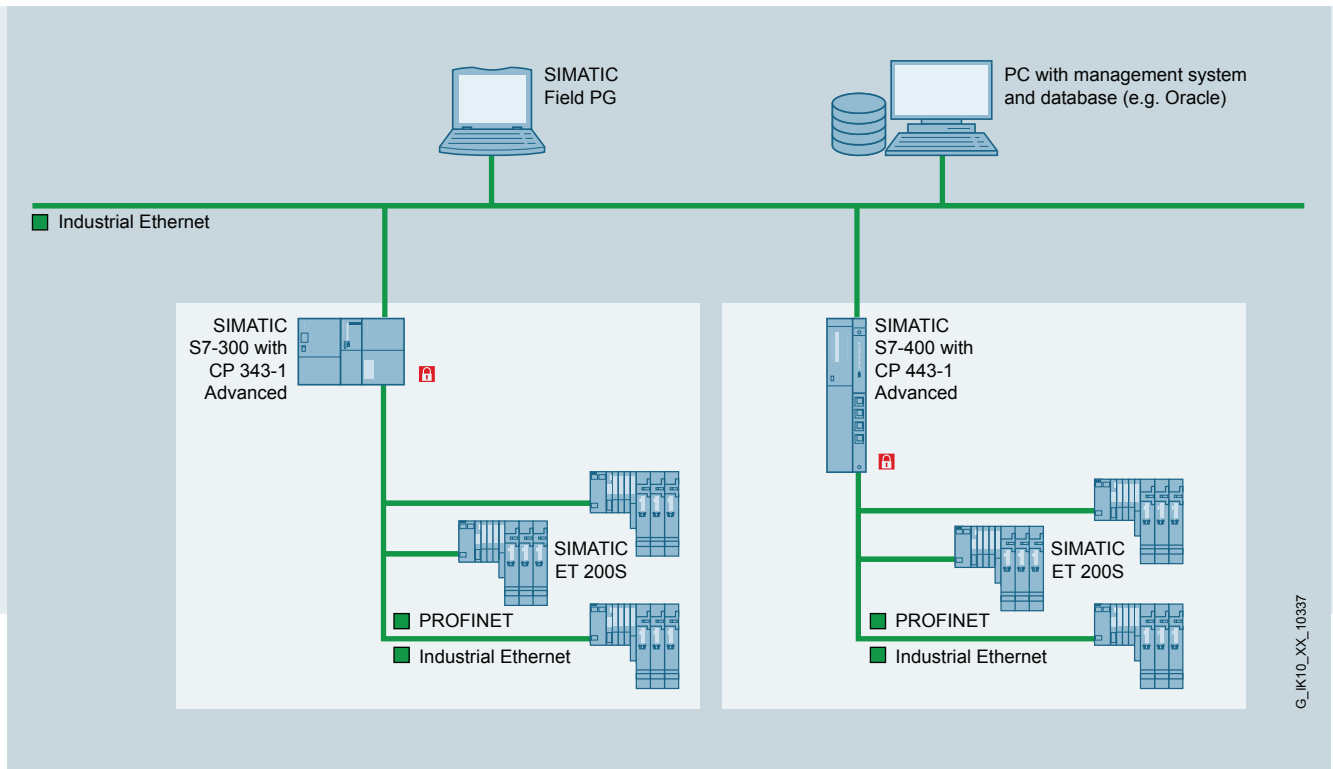 SIMATIC
Field PG
PC with management system
and database (e.g. Oracle)
Industrial Ethernet
SIMATIC
S7-300 with
CP 343-1
Advanced
SIMATIC
ET 200S
PROFINET
Industrial Ethernet
SIMATIC
S7-400 with
CP 443-1
Advanced
SIMATIC
ET 200S
PROFINET
Industrial Ethernet
G_IK10_XX_10337